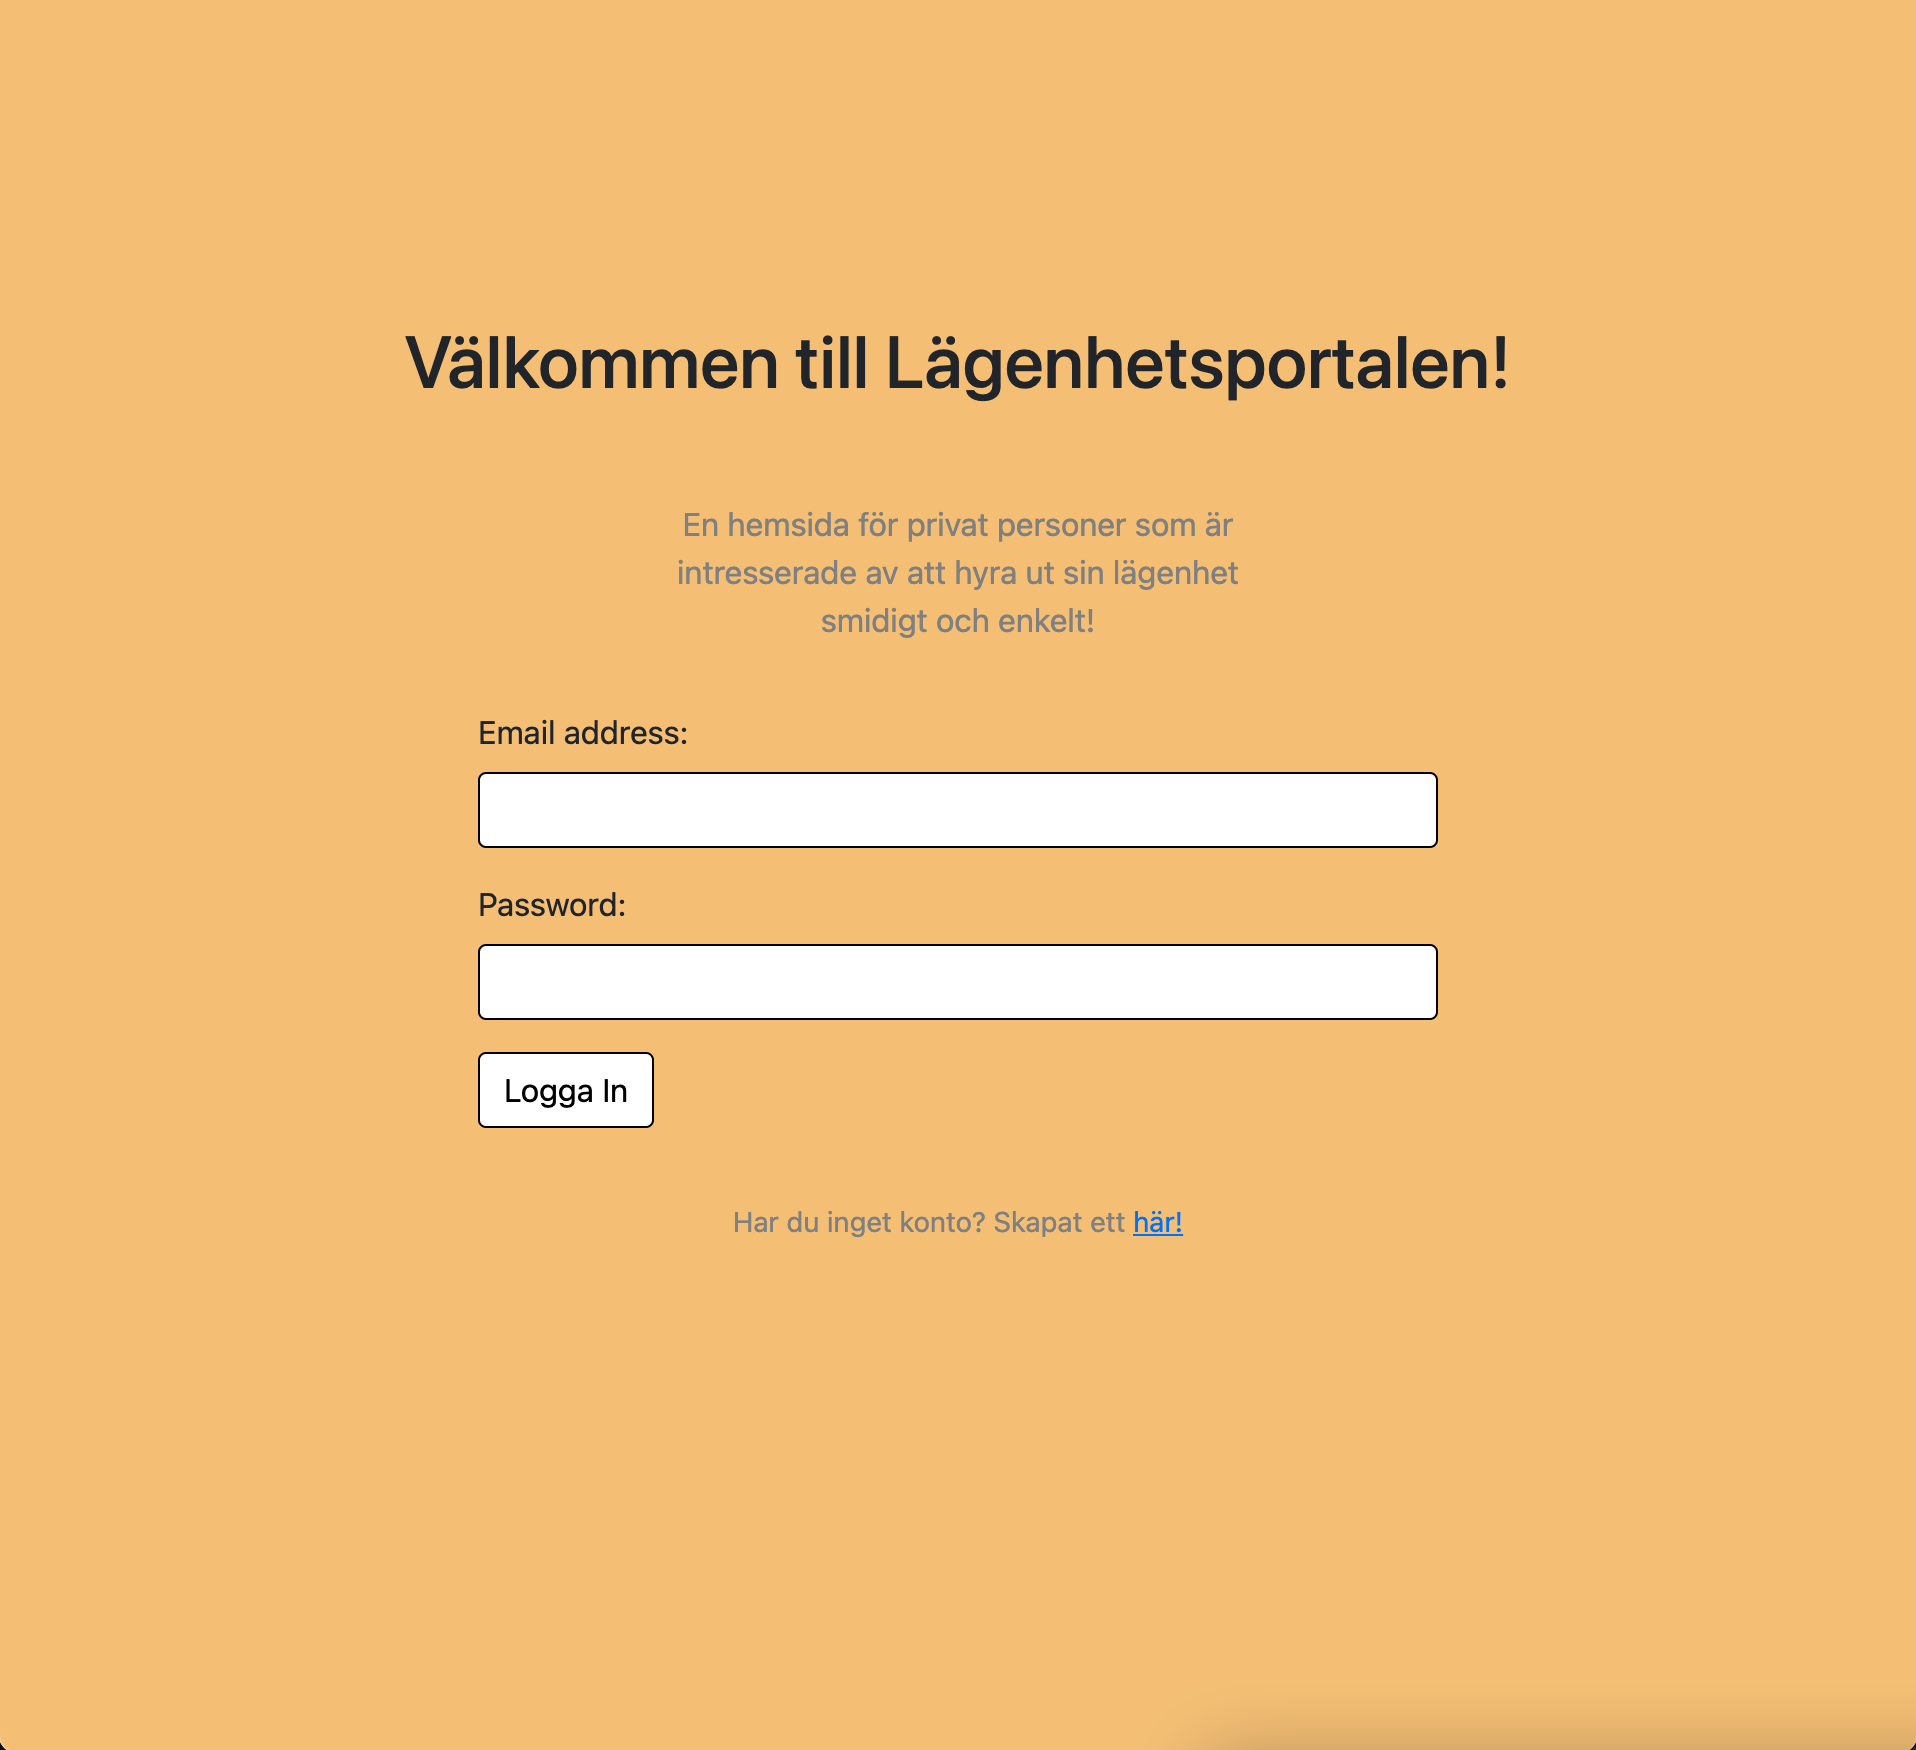 Välkommen till Lägenhetsportalen!
En hemsida för privat personer som är
intresserade av att hyra ut sin lägenhet
smidigt och enkelt!
Email address:
Password:
Logga In
Har du inget konto? Skapat ett här!